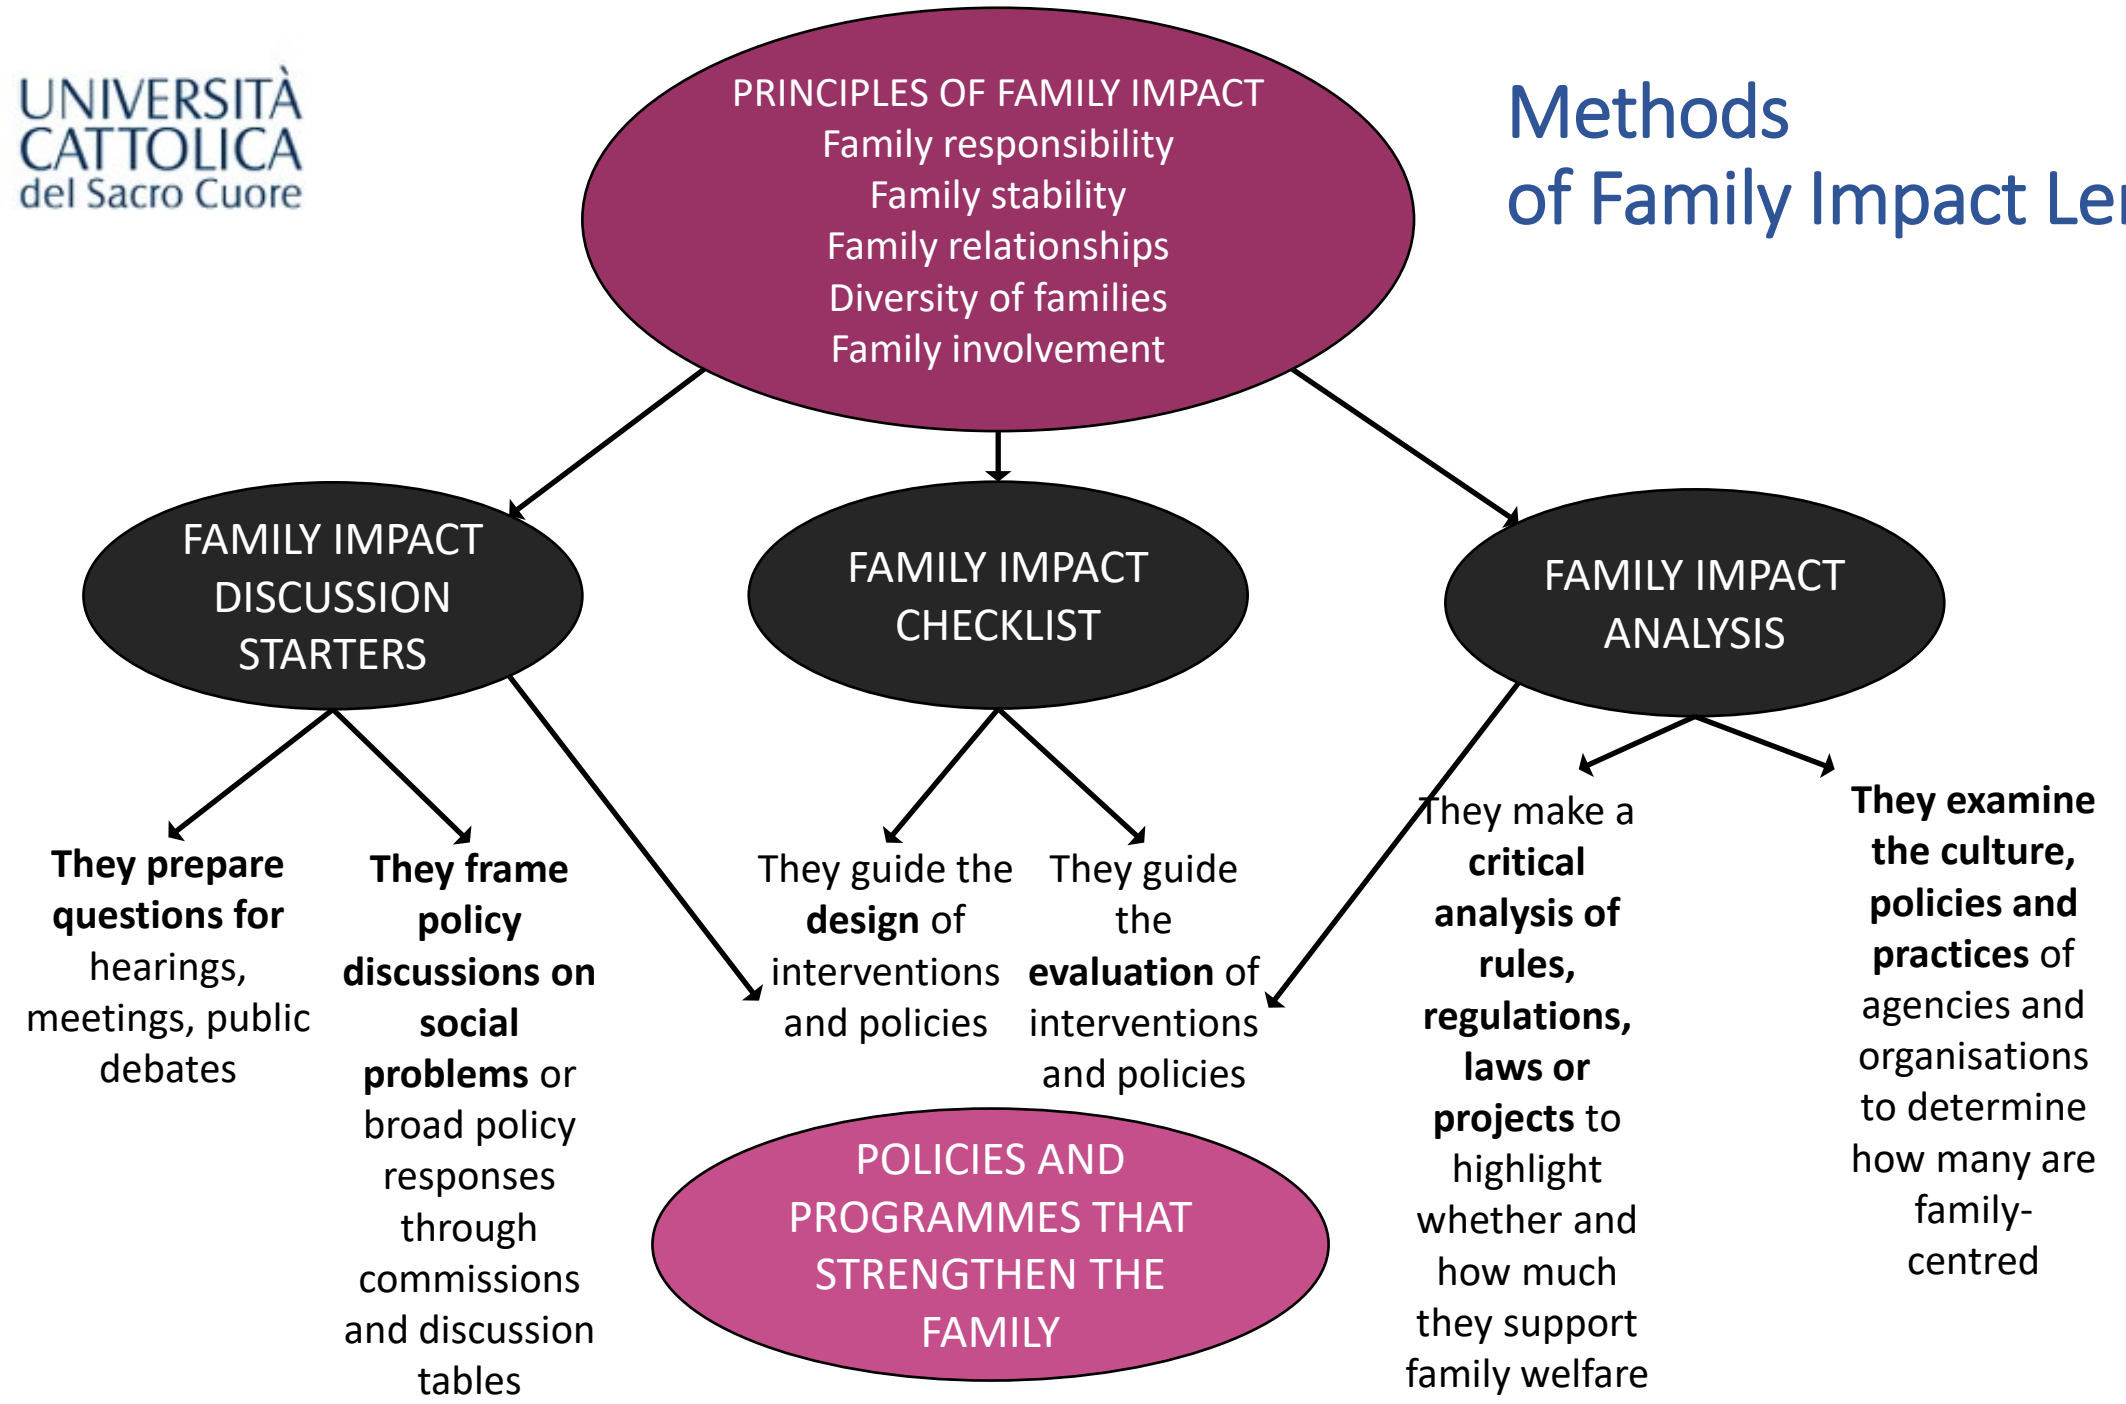 UNIVERSITÀ
CATTOLICA
del Sacro Cuore
PRINCIPLES OF FAMILY IMPACT
Family responsibility
Family stability
Family relationships
Diversity of families
Family involvement
Methods
of Family Impact
FAMILY IMPACT
DISCUSSION
STARTERS
FAMILY IMPACT
CHECKLIST
FAMILY IMPACT
ANALYSIS
They prepare
questions for
hearings,
meetings, public
debates
They frame
policy
discussions on
social
problems or
broad policy
responses
through
commissions
and discussion
tables
They guide the
design of
interventions
and policies
They guide
the
evaluation of
interventions
and policies
They make a
critical
analysis of
rules,
regulations,
laws or
projects to
highlight
whether and
how much
they support
family welfare
They examine
the culture,
policies and
practices of
agencies and
organisations
to determine
how many are
family-
centred
POLICIES AND
PROGRAMMES THAT
STRENGTHEN THE
FAMILY